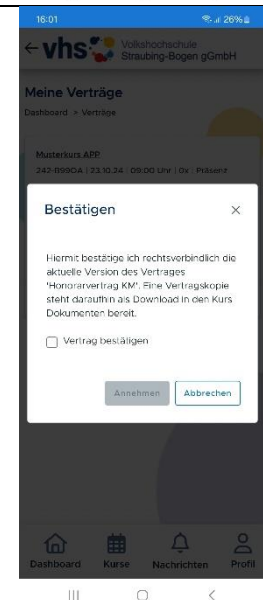 16:01
26%
vhs
Volkshochschule
Straubing-Bogen gGmbH
Meine Verträge
Dashboard > Verträge
Musterkurs APP
242-B990A | 23.10.24 | 09:00 Uhr | 0x | Präsenz
Bestätigen
Hiermit bestätige ich rechtsverbindlich die
aktuelle Version des Vertrages
'Honorarvertrag KM'. Eine Vertragskopie
steht daraufhin als Download in den Kurs
Dokumenten bereit.
Vertrag bestätigen
Annehmen
Abbrechen
Dashboard Kurse Nachrichten Profil